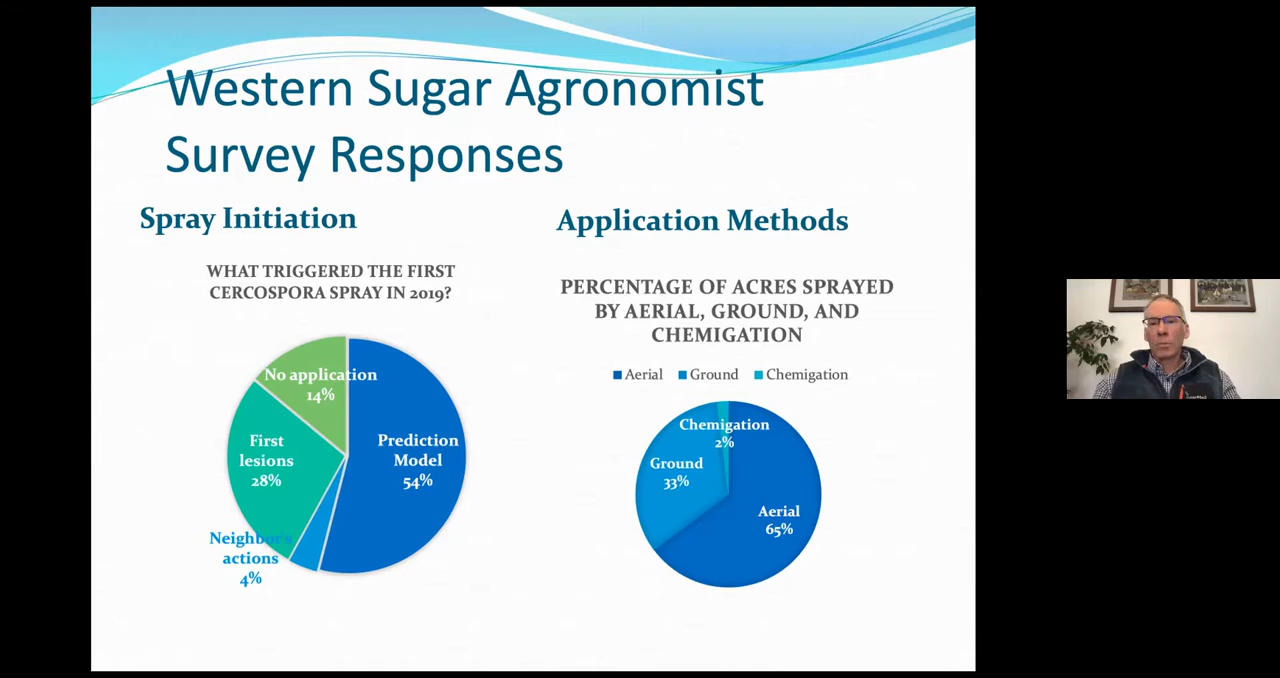 Western Sugar Agronomist
Survey Responses
Spray Initiation
WHAT TRIGGERED THE FIRST
CERCOSPORA SPRAY IN 2019?
No application
14%
First
lesions
28%
Prediction
Model
54%
Neighbor's
actions
4%
Application Methods
PERCENTAGE OF ACRES SPRAYED
BY AERIAL, GROUND, AND
CHEMIGATION
Aerial Ground Chemigation
Chemigation
2%
Ground
33%
Aerial
65%